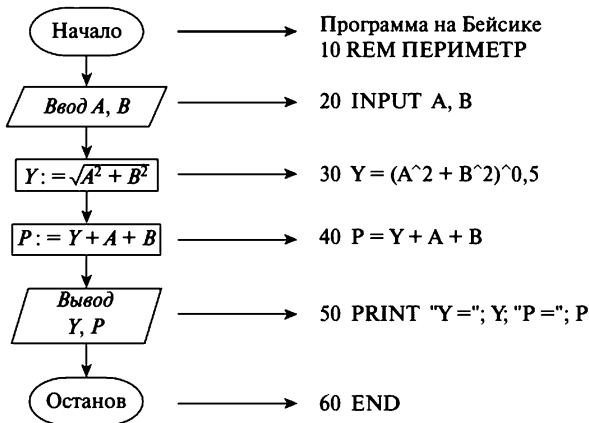 Начало
Программа на Бейсике
10 REM ПЕРИМЕТР
Ввод A, B
20 INPUT A, B
Y : = √A² + B²
30 Y = (A^2 + B^2)^0,5
P : = Y + A + B
40 P = Y + A + B
Вывод
Y, P
50 PRINT "Y ="; Y; "P ="; P
Останов
60 END